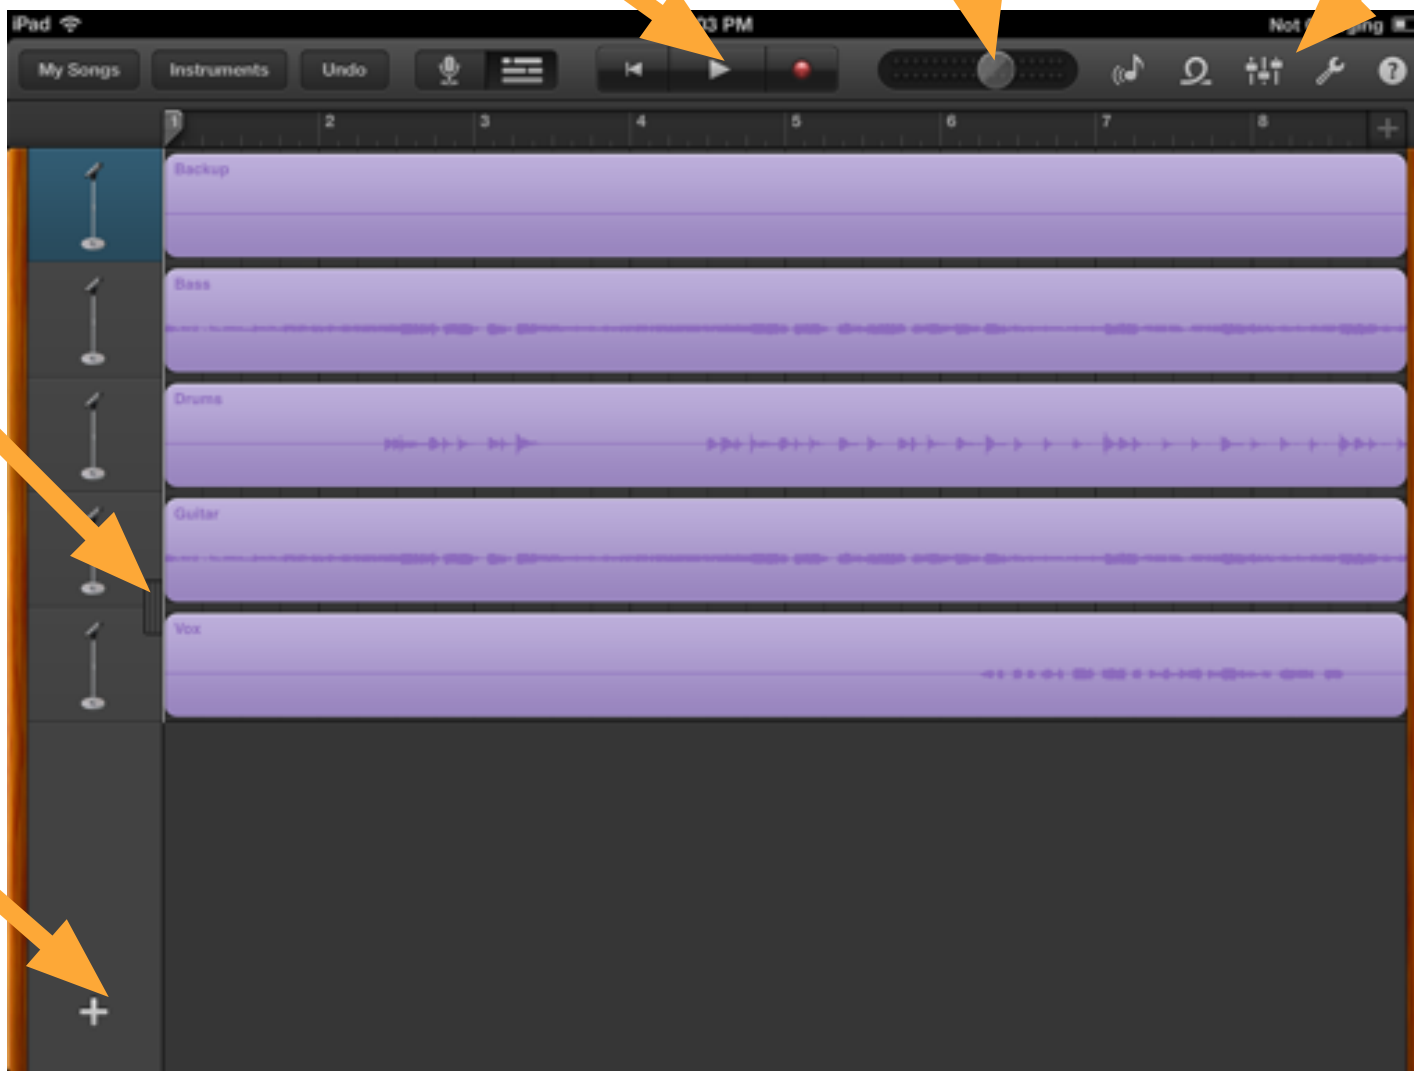 iPad 03 PM Not ging
My Songs Instruments Undo ?
1 2 3 4 5 6 7 8
Backup
Bass
Drums
Guitar
Vox